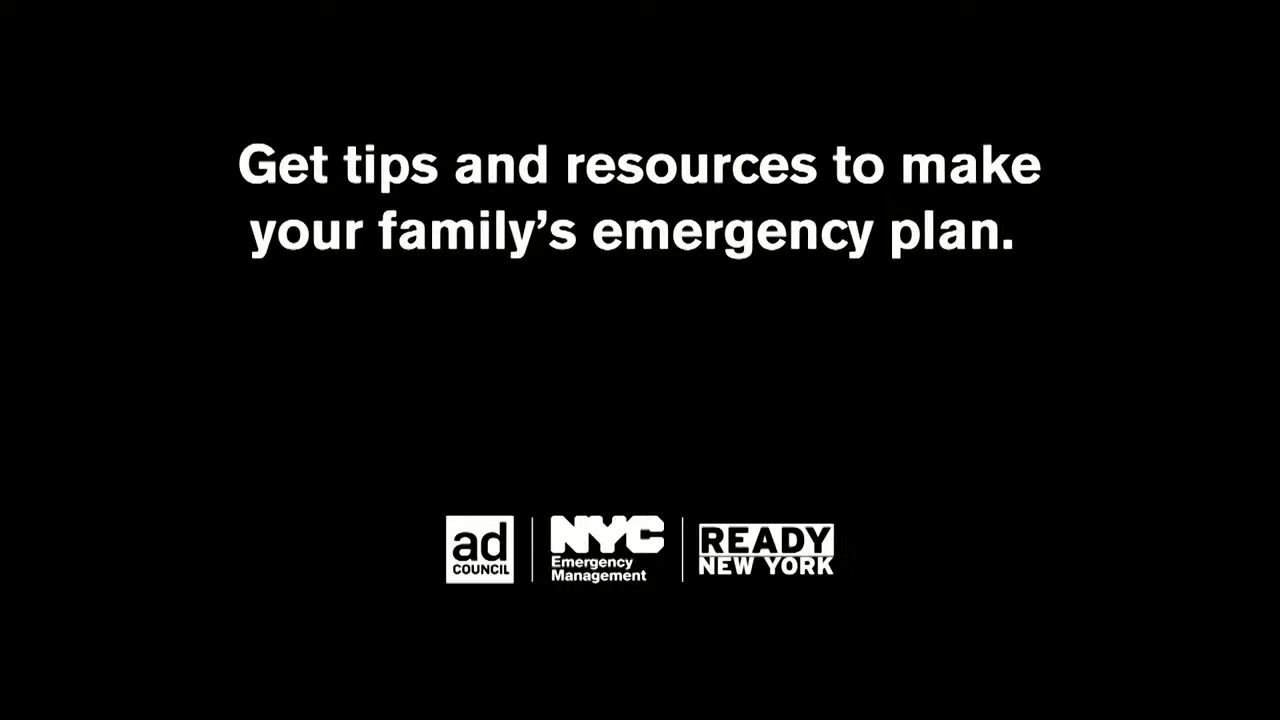 Get tips and resources to make
your family’s emergency plan.
ad
COUNCIL
NYC
Emergency
Management
READY
NEW YORK